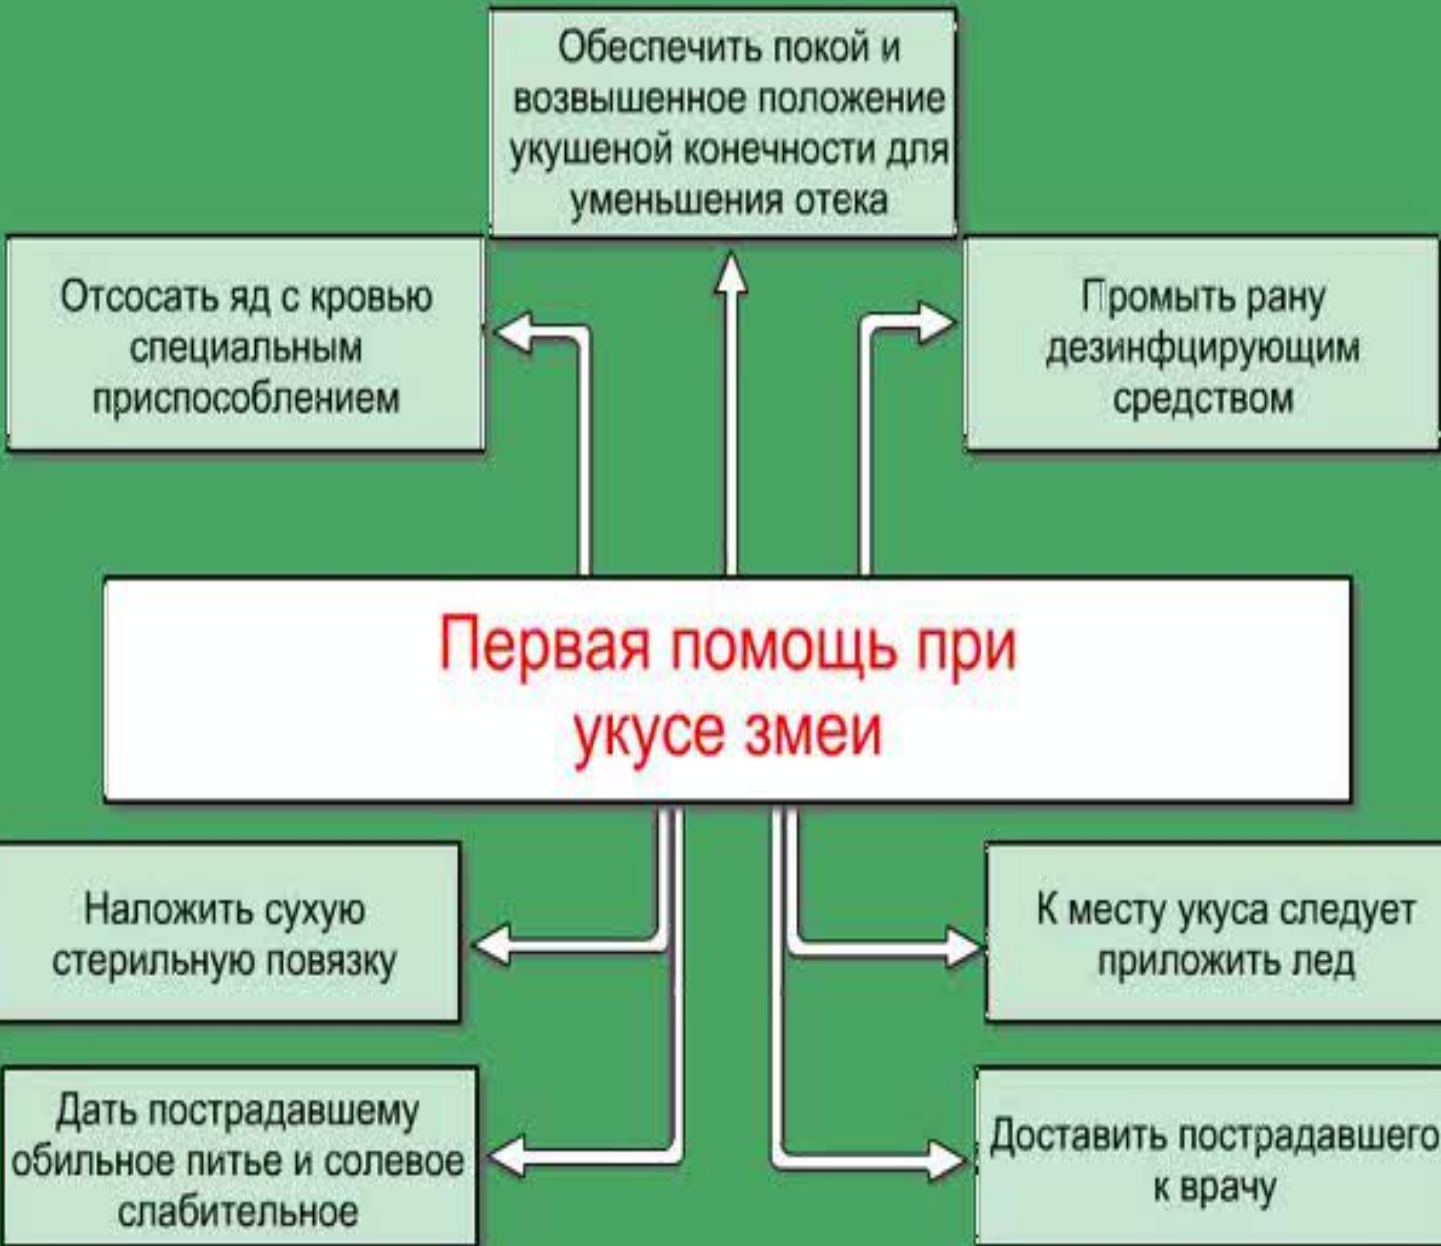 Обеспечить покой и
возвышенное положение
укушеной конечности для
уменьшения отека
Отсосать яд с кровью
специальным
приспособлением
Промыть рану
дезинфцирующим
средством
Первая помощь при
укусе змеи
Наложить сухую
стерильную повязку
К месту укуса следует
приложить лед
Дать пострадавшему
обильное питье и солевое
слабительное
Доставить пострадавшего
к врачу